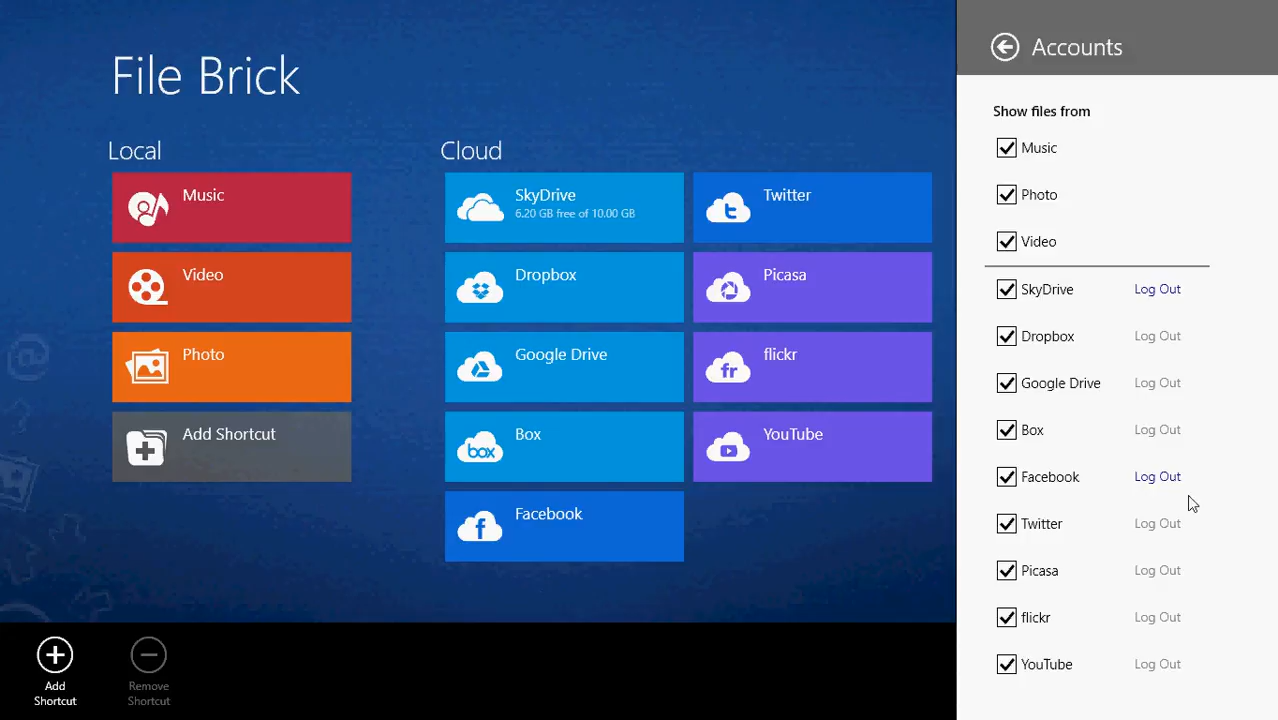 File Brick
Local
Music
Video
Photo
Add Shortcut
Cloud
SkyDrive
6.20 GB free of 10.00 GB
Dropbox
Google Drive
Box
box
Facebook
f
Twitter
t
Picasa
flickr
fr
YouTube
@
Add
Shortcut
Remove
Shortcut
Accounts
Show files from
Music
Photo
Video
SkyDrive Log Out
Dropbox Log Out
Google Drive Log Out
Box Log Out
Facebook Log Out
Twitter Log Out
Picasa Log Out
flickr Log Out
YouTube Log Out